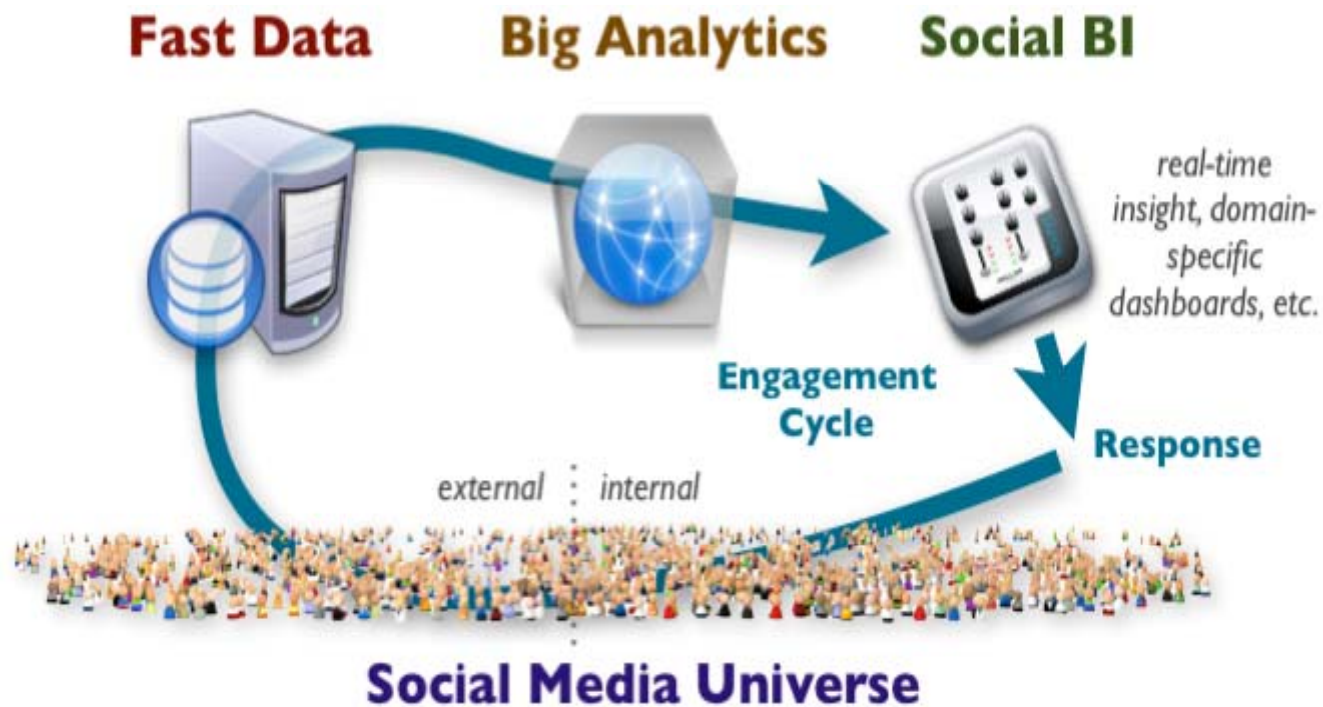 Fast Data
Big Analytics
Social BI
real-time
insight, domain-
specific
dashboards, etc.
Engagement
Cycle
Response
external
internal
Social Media Universe